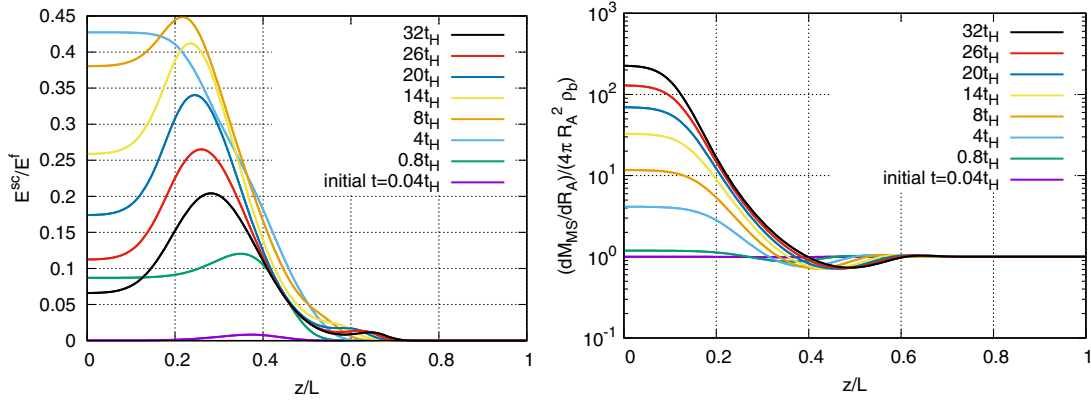 0.45
0.4
0.35
0.3
0.25
0.2
0.15
0.1
0.05
0
E^sc/E^f
0 0.2 0.4 0.6 0.8 1
z/L
32t_H
26t_H
20t_H
14t_H
8t_H
4t_H
0.8t_H
initial t=0.04t_H
10^3
10^2
10^1
10^0
10^-1
(dM_MS/dR_A)/(4π R_A^2 ρ_b)
0 0.2 0.4 0.6 0.8 1
z/L
32t_H
26t_H
20t_H
14t_H
8t_H
4t_H
0.8t_H
initial t=0.04t_H